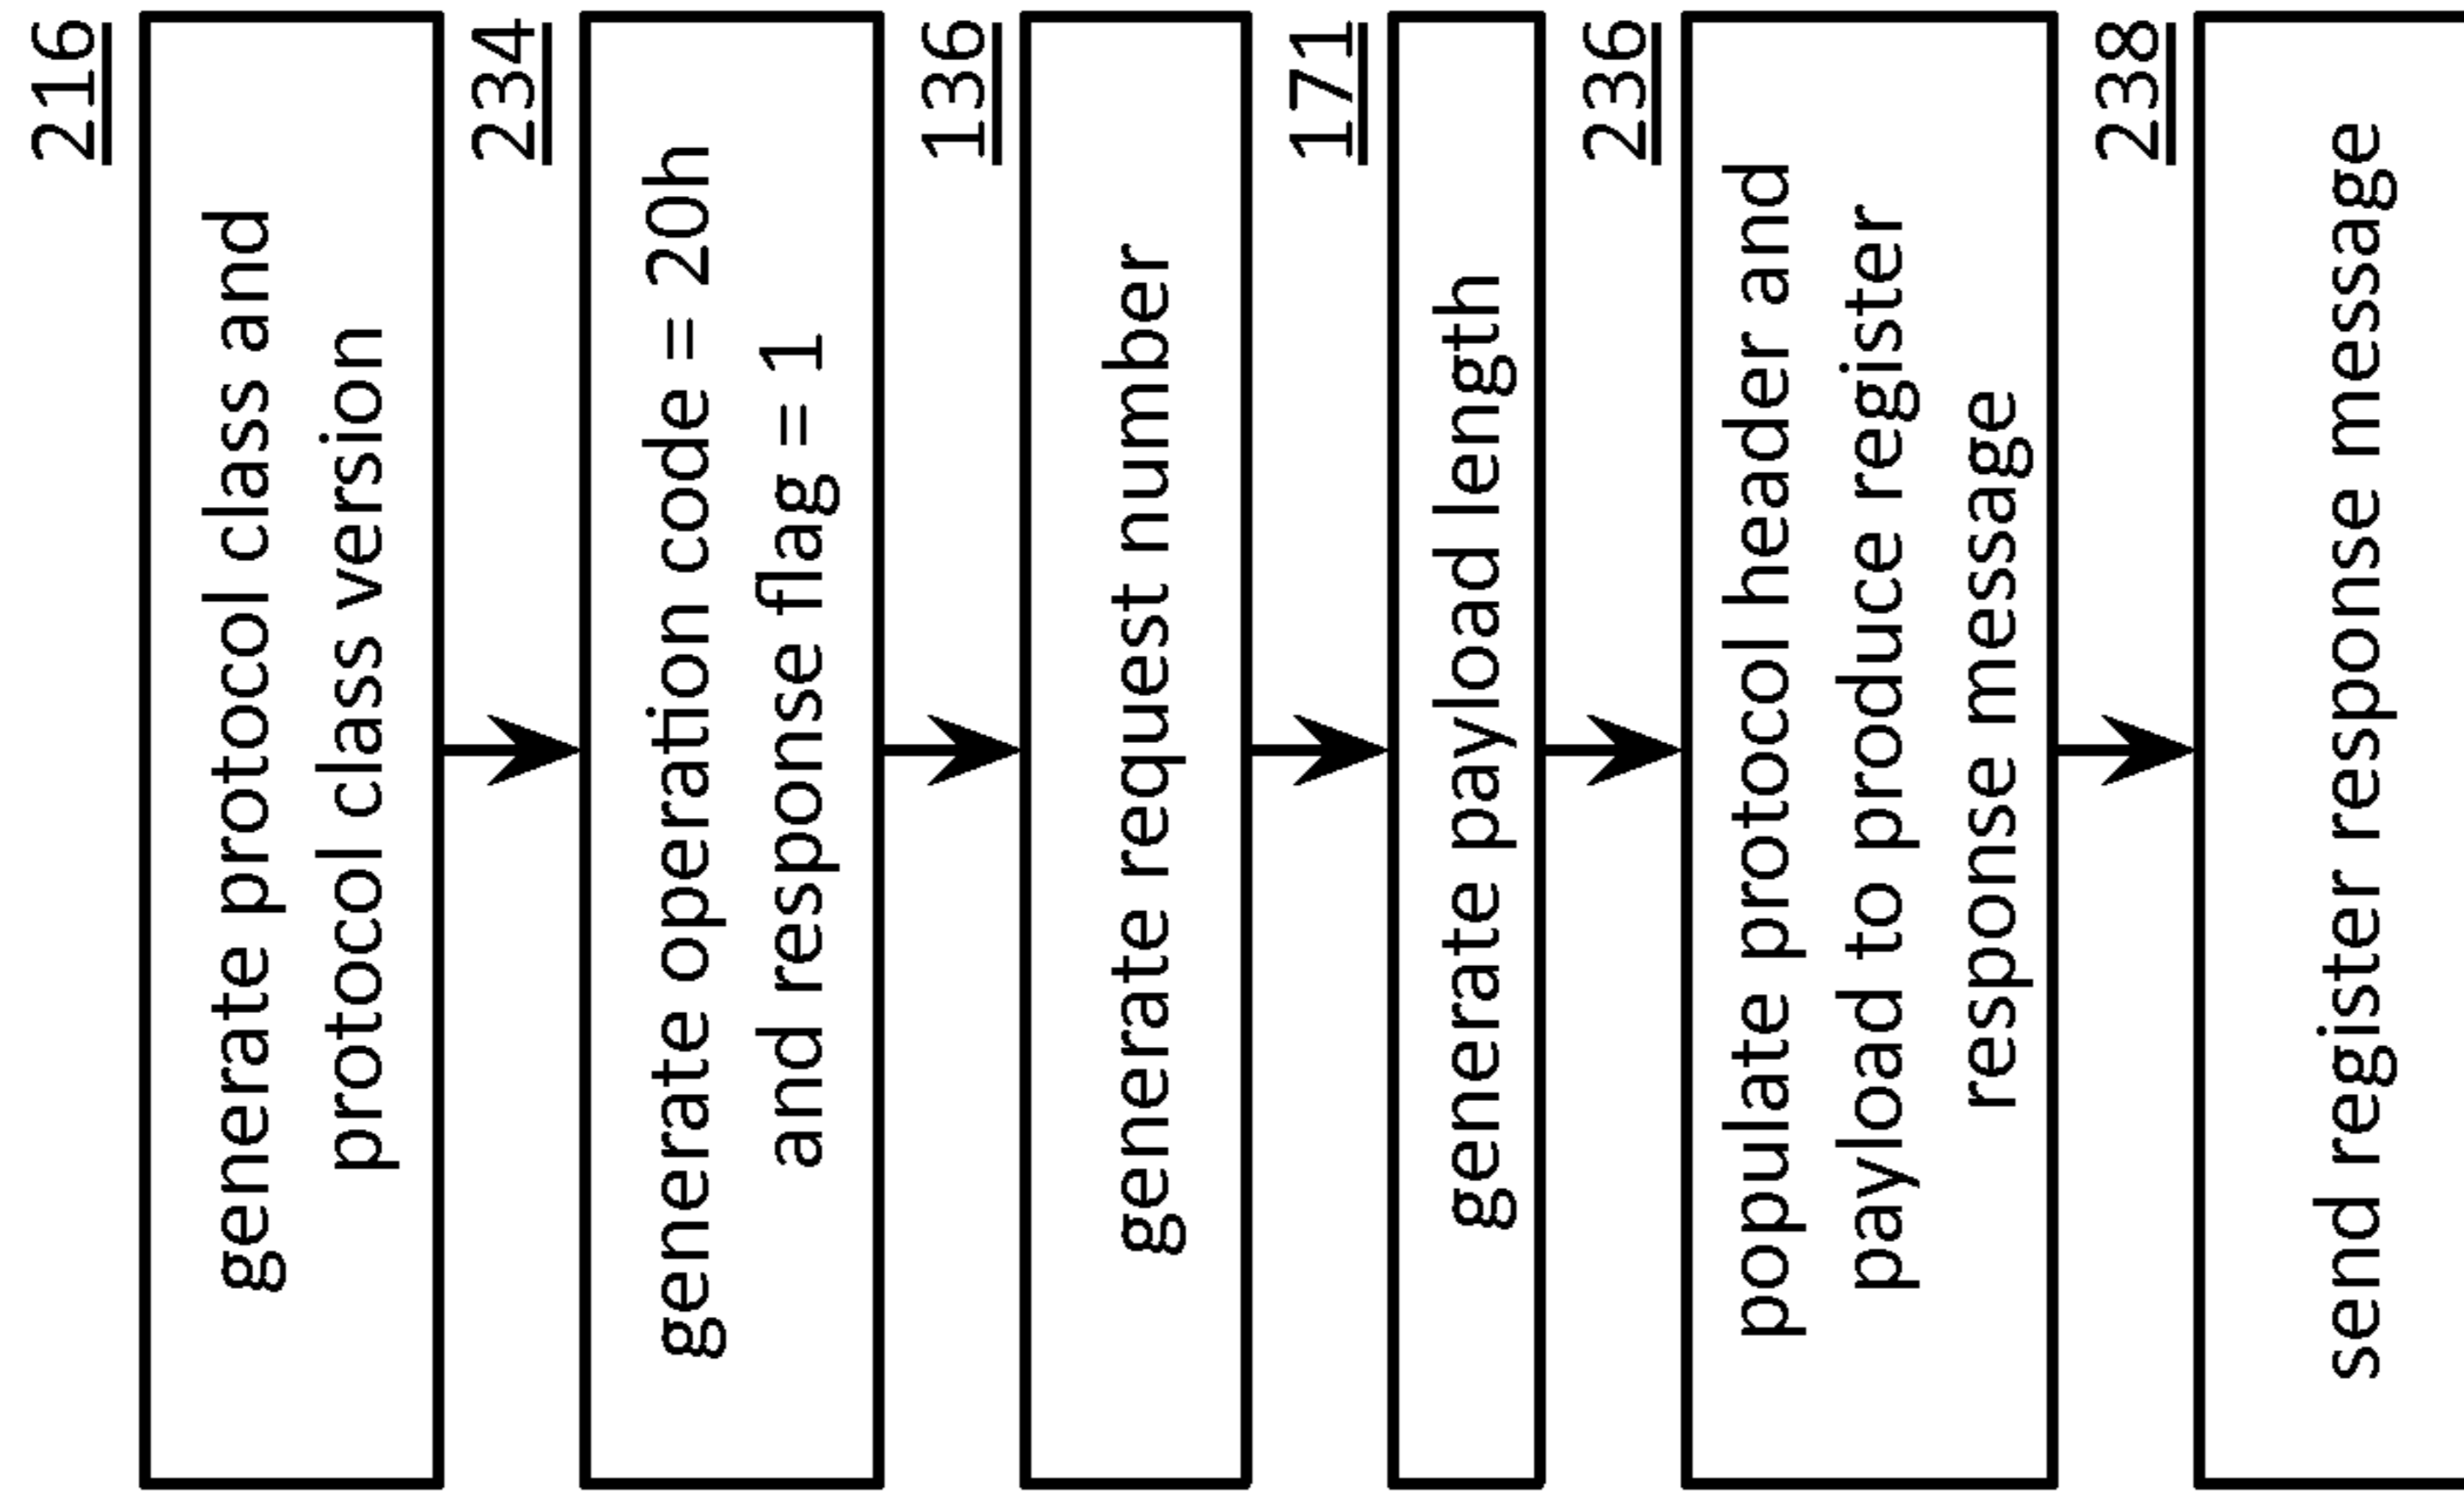 216
generate protocol class and
protocol class version
234
generate operation code = 20h
and response flag = 1
136
generate request number
171
generate payload length
236
populate protocol header and
payload to produce register
response message
238
send register response message